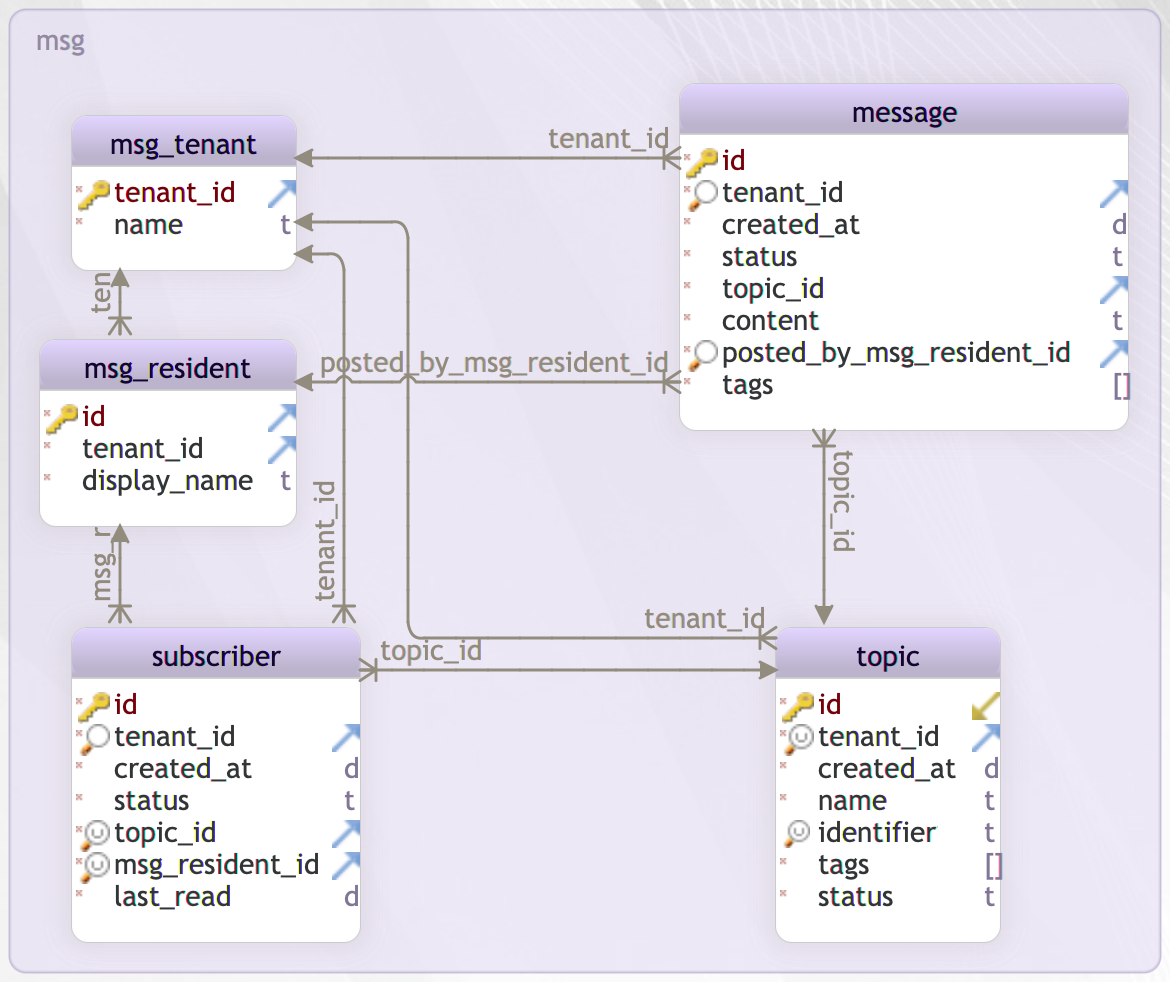 msg
msg_tenant
tenant_id
name t
message
id
tenant_id
created_at d
status t
topic_id
content t
posted_by_msg_resident_id
tags []
tenant_id
ten
msg_resident
id
tenant_id
display_name t
posted_by_msg_resident_id
msg_r
tenant_id
topic_id
subscriber
id
tenant_id
created_at d
status t
topic_id
msg_resident_id
last_read d
tenant_id
topic_id
topic
id
tenant_id
created_at d
name t
identifier t
tags []
status t